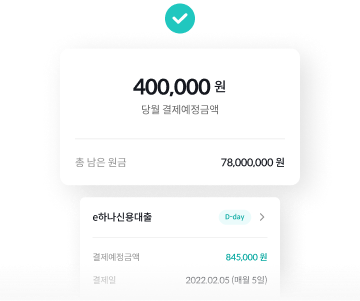 400,000 원
당월 결제예정금액
총 남은 원금 78,000,000 원
e하나신용대출 D-day
결제예정금액 845,000 원
결제일 2022.02.05 (매월 5일)